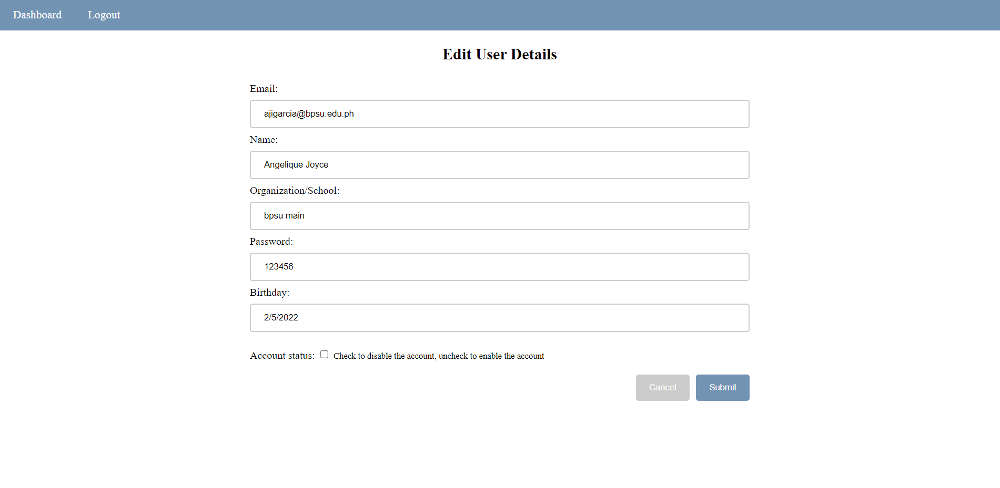 Dashboard Logout
Edit User Details
Email:
ajigarcia@bpsu.edu.ph
Name:
Angelique Joyce
Organization/School:
bpsu main
Password:
123456
Birthday:
2/5/2022
Account status: Check to disable the account, uncheck to enable the account
Cancel Submit